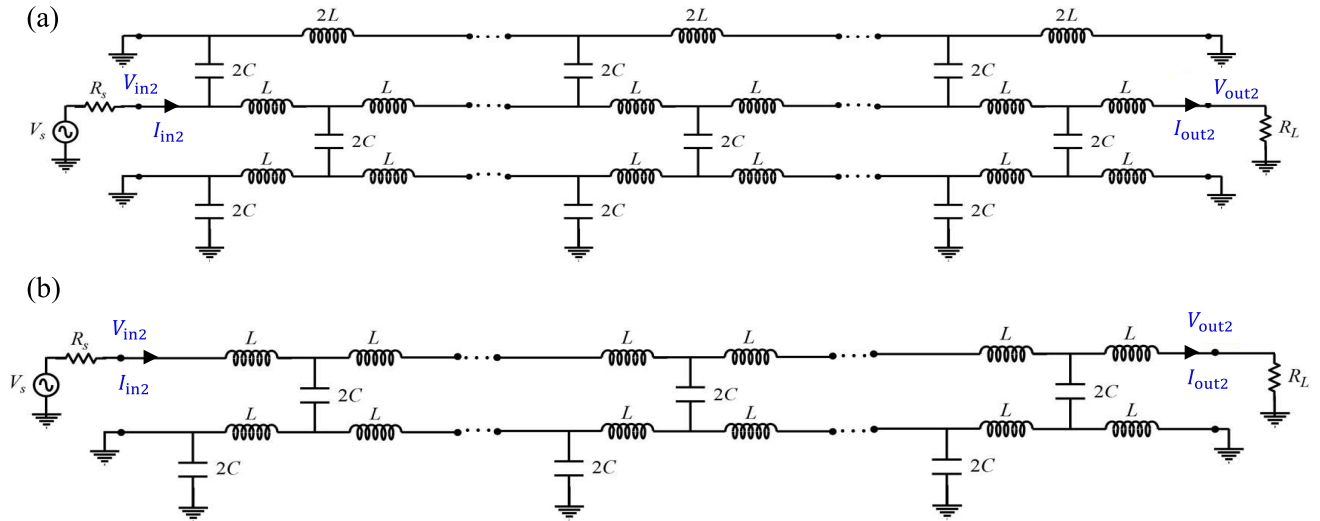 (a)
2L 2L 2L
2C 2C 2C
V_in2 V_out2
R_s L L L L L L
V_s I_in2 2C 2C 2C I_out2 R_L
L L L L L L
2C 2C 2C
(b)
V_in2 V_out2
R_s L L L L L L
V_s I_in2 2C 2C 2C I_out2 R_L
L L L L L L
2C 2C 2C